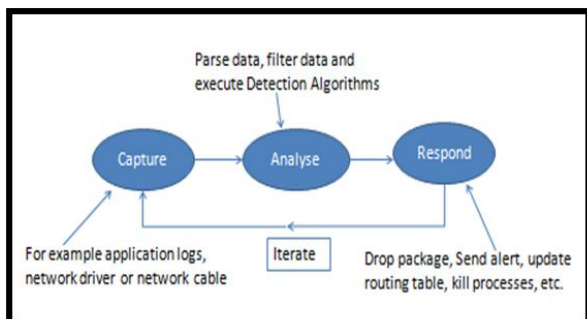 Parse data, filter data and
execute Detection Algorithms
Capture
Analyse
Respond
For example application logs,
network driver or network cable
Iterate
Drop package, Send alert, update
routing table, kill processes, etc.